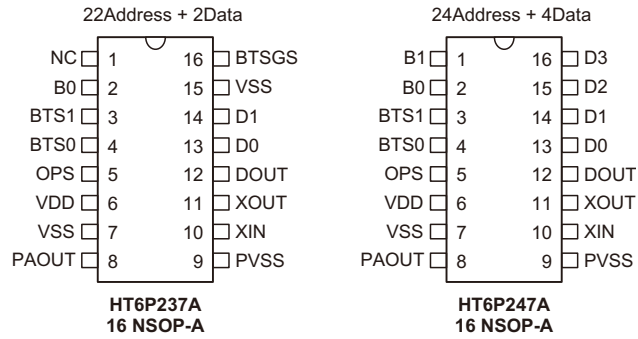 22Address + 2Data
NC 1 16 BTSGS
B0 2 15 VSS
BTS1 3 14 D1
BTS0 4 13 D0
OPS 5 12 DOUT
VDD 6 11 XOUT
VSS 7 10 XIN
PAOUT 8 9 PVSS
HT6P237A
16 NSOP-A
24Address + 4Data
B1 1 16 D3
B0 2 15 D2
BTS1 3 14 D1
BTS0 4 13 D0
OPS 5 12 DOUT
VDD 6 11 XOUT
VSS 7 10 XIN
PAOUT 8 9 PVSS
HT6P247A
16 NSOP-A